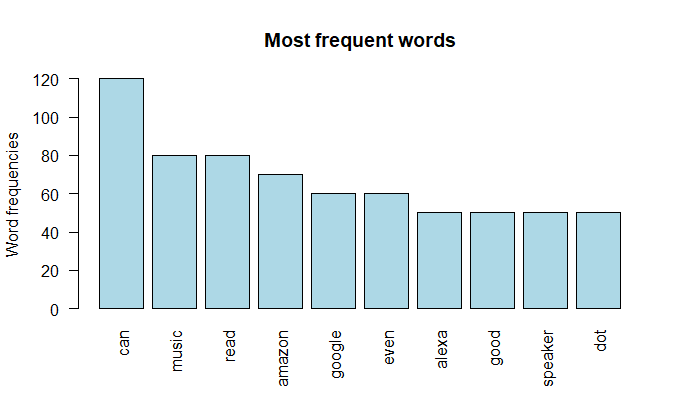 Most frequent words
Word frequencies
120
100
80
60
40
20
0
can
music
read
amazon
google
even
alexa
good
speaker
dot